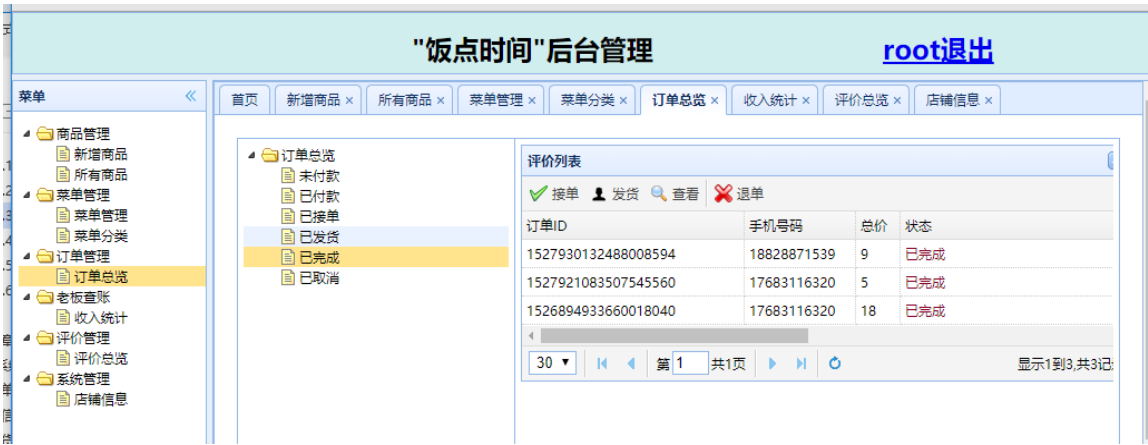 "饭点时间"后台管理 root退出
菜单
首页 新增商品 所有商品 菜单管理 菜单分类 订单总览 收入统计 评价总览 店铺信息
商品管理
新增商品
所有商品
菜单管理
菜单管理
菜单分类
订单管理
订单总览
老板查账
收入统计
评价管理
评价总览
系统管理
店铺信息
订单总览
未付款
已付款
已接单
已发货
已完成
已取消
评价列表
接单 发货 查看 退单
订单ID 手机号码 总价 状态
1527930132488008594 18828871539 9 已完成
1527921083507545560 17683116320 5 已完成
1526894933660018040 17683116320 18 已完成
30 第 1 共1页 显示1到3,共3记